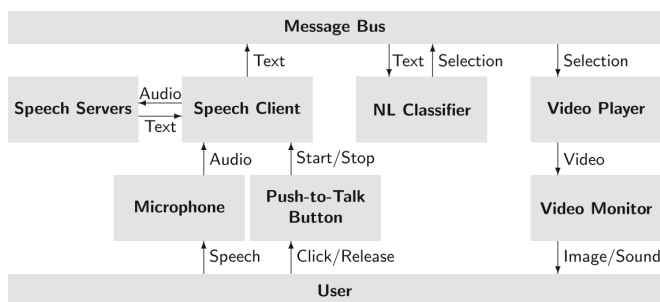 Message Bus
Text
Text
Selection
Selection
Speech Servers
Audio
Text
Speech Client
NL Classifier
Video Player
Audio
Start/Stop
Video
Microphone
Push-to-Talk
Button
Video Monitor
Speech
Click/Release
Image/Sound
User